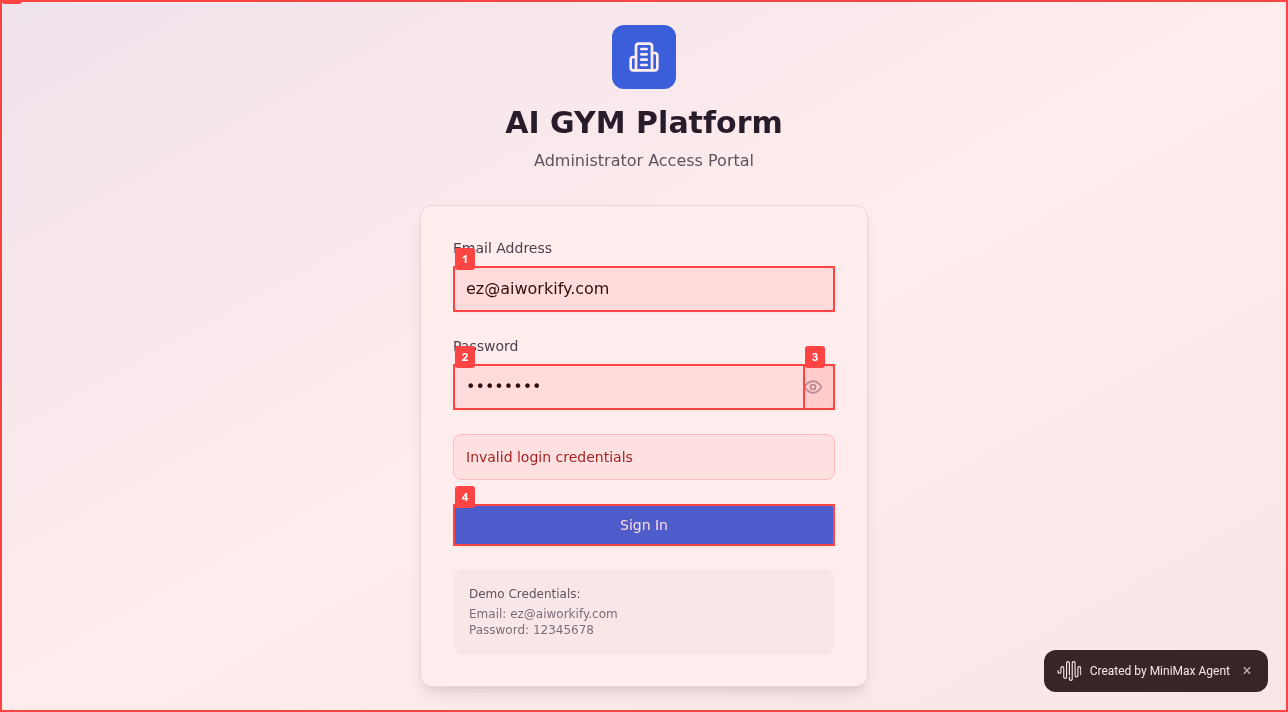 AI GYM Platform
Administrator Access Portal
Email Address
1
ez@aiworkify.com
Password
2
3
••••••••
Invalid login credentials
4
Sign In
Demo Credentials:
Email: ez@aiworkify.com
Password: 12345678
Created by MiniMax Agent ×